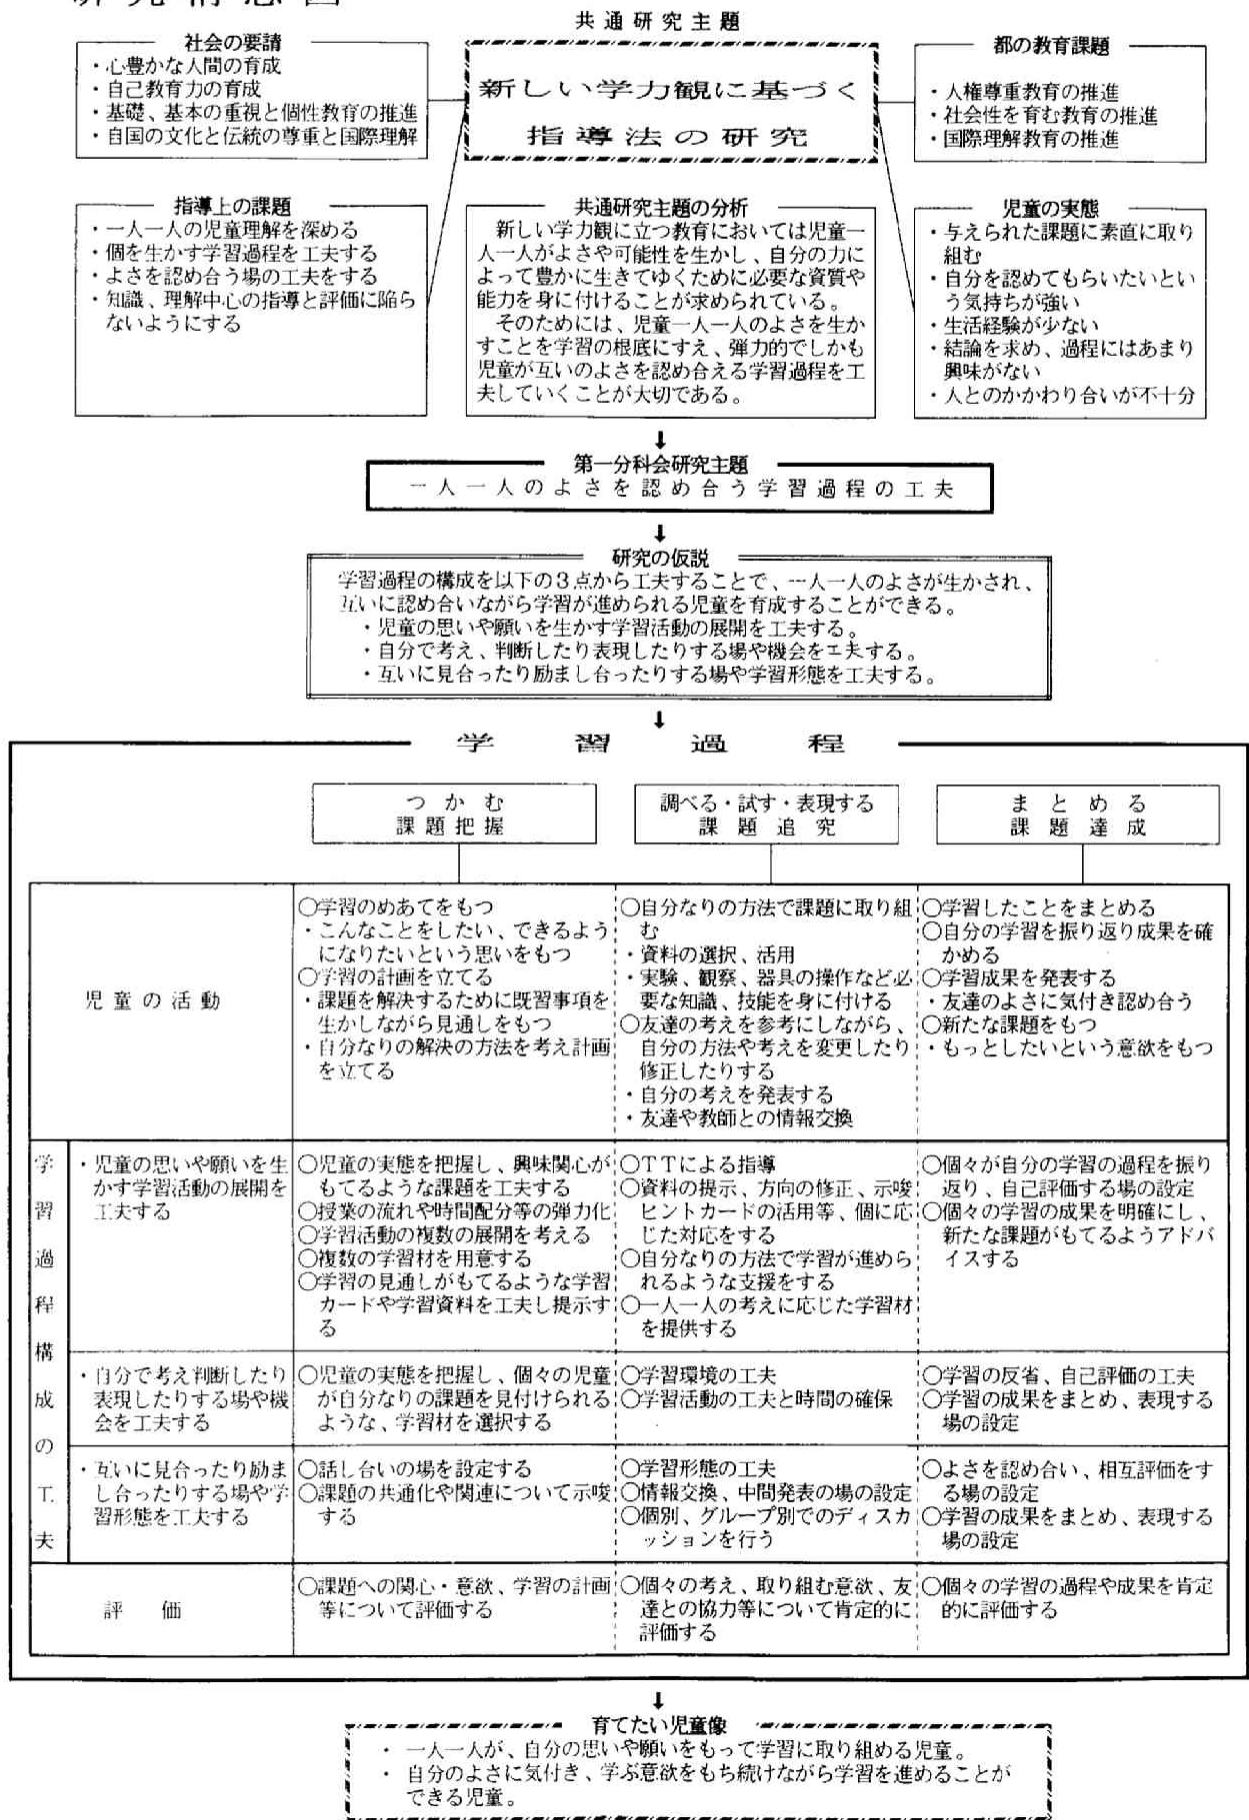 共通研究主題
新しい学力観に基づく
指導法の研究
社会の要請
・心豊かな人間の育成
・自己教育力の育成
・基礎、基本の重視と個性教育の推進
・自国の文化と伝統の尊重と国際理解
都の教育課題
・人権尊重教育の推進
・社会性を育む教育の推進
・国際理解教育の推進
指導上の課題
・一人一人の児童理解を深める
・個を生かす学習過程を工夫する
・よさを認め合う場の工夫をする
・知識、理解中心の指導と評価に陥ら
ないようにする
共通研究主題の分析
新しい学力観に立つ教育においては児童一
人一人がよさや可能性を生かし、自分の力に
よって豊かに生きてゆくために必要な資質や
能力を身に付けることが求められている。
そのためには、児童一人一人のよさを生か
すことを学習の根底にすえ、弾力的でしかも
児童が互いのよさを認め合える学習過程を工
夫していくことが大切である。
児童の実態
・与えられた課題に素直に取り
組む
・自分を認めてもらいたいとい
う気持ちが強い
・生活経験が少ない
・結論を求め、過程にはあまり
興味がない
・人とのかかわり合いが不十分
↓
第一分科会研究主題
一人一人のよさを認め合う学習過程の工夫
↓
研究の仮説
学習過程の構成を以下の3点から工夫することで、一人一人のよさが生かされ、
互いに認め合いながら学習が進められる児童を育成することができる。
・児童の思いや願いを生かす学習活動の展開を工夫する。
・自分で考え、判断したり表現したりする場や機会を工夫する。
・互いに見合ったり励まし合ったりする場や学習形態を工夫する。
↓
学習過程
つかむ
課題把握
調べる・試す・表現する
課題追究
まとめる
課題達成
児童の活動
○学習のめあてをもつ
・こんなことをしたい、できるよう
になりたいという思いをもつ
○学習の計画を立てる
・課題を解決するために既習事項を
生かしながら見通しをもつ
・自分なりの解決の方法を考え計画
を立てる
○自分なりの方法で課題に取り組
む
・資料の選択、活用
・実験、観察、器具の操作など必
要な知識、技能を身に付ける
○友達の考えを参考にしながら、
自分の方法や考えを変更したり
修正したりする
・自分の考えを発表する
・友達や教師との情報交換
○学習したことをまとめる
○自分の学習を振り返り成果を確
かめる
○学習成果を発表する
・友達のよさに気付き認め合う
○新たな課題をもつ
・もっとしたいという意欲をもつ
学習過程構成の工夫
・児童の思いや願いを生
かす学習活動の展開を
工夫する
○児童の実態を把握し、興味関心が
もてるような課題を工夫する
○授業の流れや時間配分等の弾力化
○学習活動の複数の展開を考える
○複数の学習材を用意する
○学習の見通しがもてるような学習
カードや学習資料を工夫し提示す
る
○TTによる指導
○資料の提示、方向の修正、示唆
ヒントカードの活用等、個に応
じた対応をする
○自分なりの方法で学習が進めら
れるような支援をする
○一人一人の考えに応じた学習材
を提供する
○個々が自分の学習の過程を振り
返り、自己評価する場の設定
○個々の学習の成果を明確にし、
新たな課題がもてるようアドバ
イスする
・自分で考え判断したり
表現したりする場や機
会を工夫する
○児童の実態を把握し、個々の児童
が自分なりの課題を見付けられる
ような、学習材を選択する
○学習環境の工夫
○学習活動の工夫と時間の確保
○学習の反省、自己評価の工夫
○学習の成果をまとめ、表現する
場の設定
・互いに見合ったり励ま
し合ったりする場や学
習形態を工夫する
○話し合いの場を設定する
○課題の共通化や関連について示唆
する
○学習形態の工夫
○情報交換、中間発表の場の設定
○個別、グループ別でのディスカ
ッションを行う
○よさを認め合い、相互評価をす
る場の設定
○学習の成果をまとめ、表現する
場の設定
評価
○課題への関心・意欲、学習の計画
等について評価する
○個々の考え、取り組む意欲、友
達との協力等について肯定的に
評価する
○個々の学習の過程や成果を肯定
的に評価する
↓
育てたい児童像
・一人一人が、自分の思いや願いをもって学習に取り組める児童。
・自分のよさに気付き、学ぶ意欲をもち続けながら学習を進めることが
できる児童。